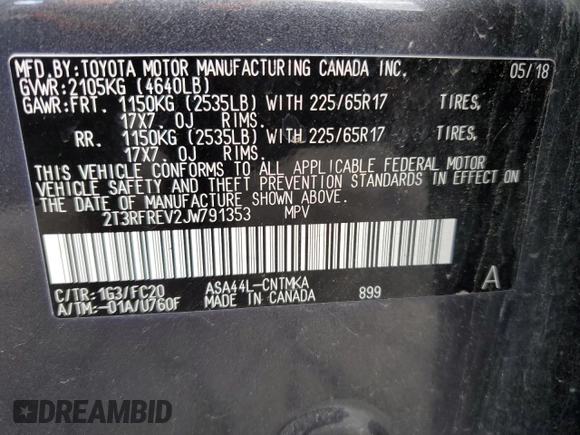 MFD.BY:TOYOTA MOTOR MANUFACTURING CANADA INC. 05/18
GVWR:2105KG (4640LB)
GAWR:FRT. 1150KG (2535LB) WITH 225/65R17 TIRES,
17X7. 0J RIMS.
RR. 1150KG (2535LB) WITH 225/65R17 TIRES,
17X7. 0J RIMS.
THIS VEHICLE CONFORMS TO ALL APPLICABLE FEDERAL MOTOR
VEHICLE SAFETY AND THEFT PREVENTION STANDARDS IN EFFECT ON
THE DATE OF MANUFACTURE SHOWN ABOVE.
2T3RFREV2JW791353 MPV
C/TR:1G3/FC20 ASA44L-CNTMKA A
A/TM:-01A/U760F MADE IN CANADA 899
DREAMBID